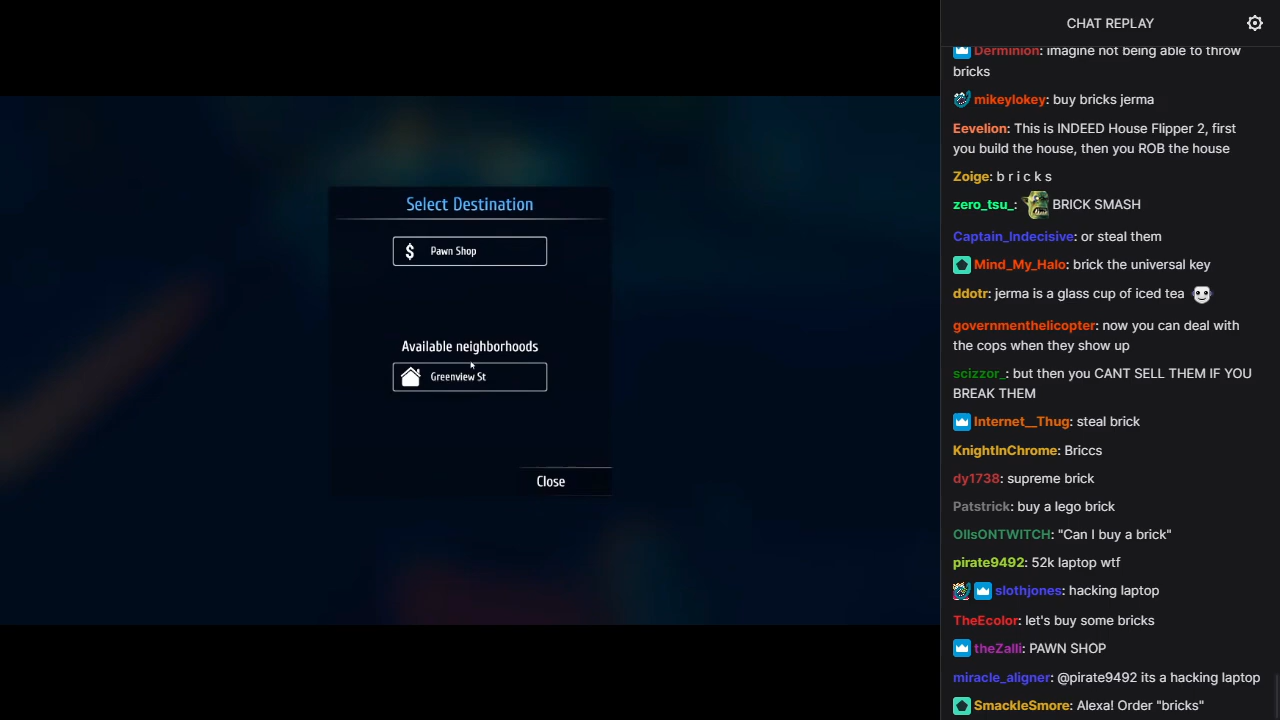 Select Destination
$ Pawn Shop
Available neighborhoods
Greenview St
Close
CHAT REPLAY
Derminion: imagine not being able to throw
bricks
mikeylokey: buy bricks jerma
Eevelion: This is INDEED House Flipper 2, first
you build the house, then you ROB the house
Zoige: b r i c k s
zero_tsu_: BRICK SMASH
Captain_Indecisive: or steal them
Mind_My_Halo: brick the universal key
ddotr: jerma is a glass cup of iced tea
governmenthelicopter: now you can deal with
the cops when they show up
scizzor_: but then you CANT SELL THEM IF YOU
BREAK THEM
Internet__Thug: steal brick
KnightInChrome: Briccs
dy1738: supreme brick
Patstrick: buy a lego brick
OllsONTWITCH: "Can I buy a brick"
pirate9492: 52k laptop wtf
slothjones: hacking laptop
TheEcolor: let's buy some bricks
theZalli: PAWN SHOP
miracle_aligner: @pirate9492 its a hacking laptop
SmackleSmore: Alexa! Order "bricks"